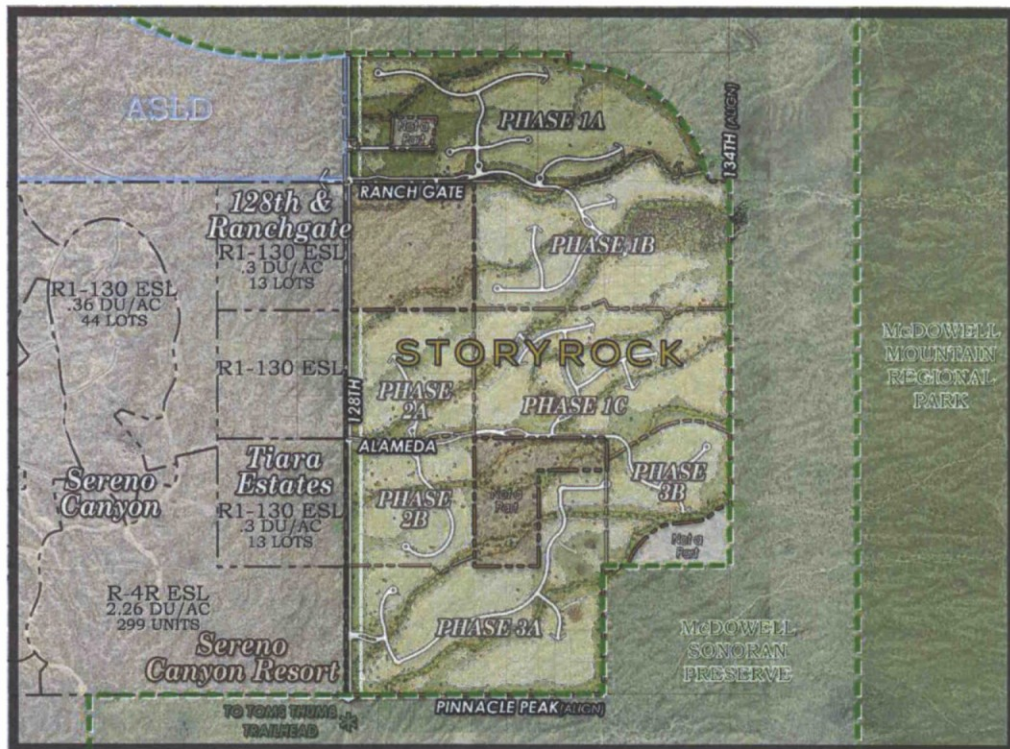 ASLD
PHASE 1A
Not a
Part
134TH (ALIGN)
RANCH GATE
128th &
Ranchgate
R1-130 ESL
.3 DU/AC
13 LOTS
PHASE 1B
R1-130 ESL
.36 DU/AC
44 LOTS
McDOWELL
MOUNTAIN
REGIONAL
PARK
STORYROCK
R1-130 ESL
PHASE
2A
PHASE 1C
128TH
ALAMEDA
Tiara
Estates
R1-130 ESL
.3 DU/AC
13 LOTS
Sereno
Canyon
PHASE
2B
Not a
Part
PHASE
3B
Not a
Part
R-4R ESL
2.26 DU/AC
299 UNITS
Sereno
Canyon Resort
PHASE 3A
McDOWELL
SONORAN
PRESERVE
PINNACLE PEAK (ALIGN)
TO TOMS THUMB
TRAILHEAD